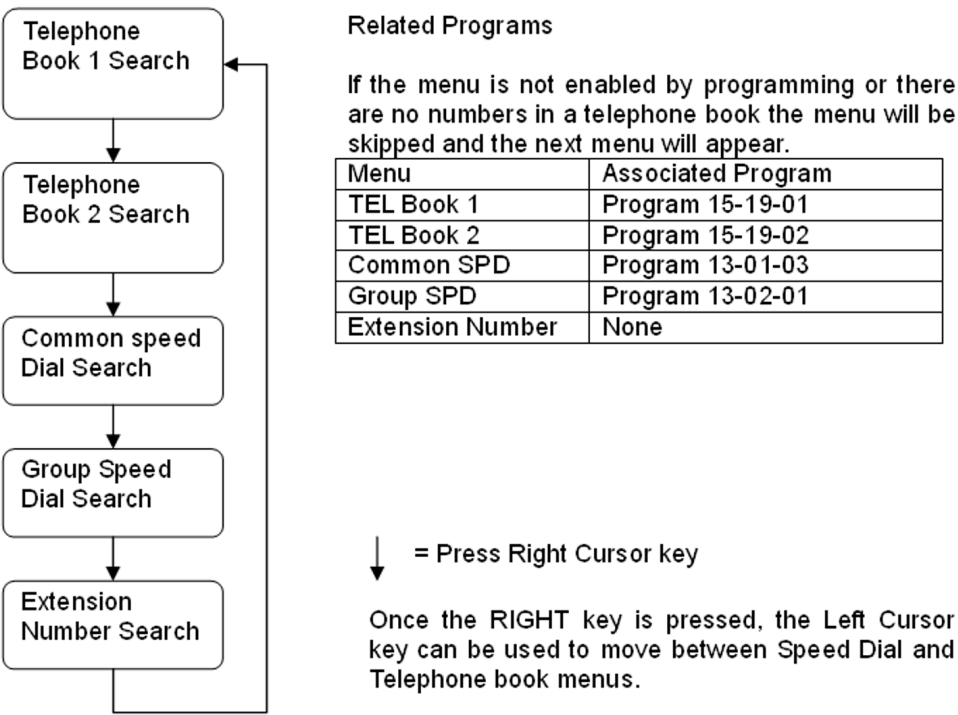 Telephone
Book 1 Search
Telephone
Book 2 Search
Common speed
Dial Search
Group Speed
Dial Search
Extension
Number Search
Related Programs
If the menu is not enabled by programming or there
are no numbers in a telephone book the menu will be
skipped and the next menu will appear.
Menu Associated Program
TEL Book 1 Program 15-19-01
TEL Book 2 Program 15-19-02
Common SPD Program 13-01-03
Group SPD Program 13-02-01
Extension Number None
= Press Right Cursor key
Once the RIGHT key is pressed, the Left Cursor
key can be used to move between Speed Dial and
Telephone book menus.